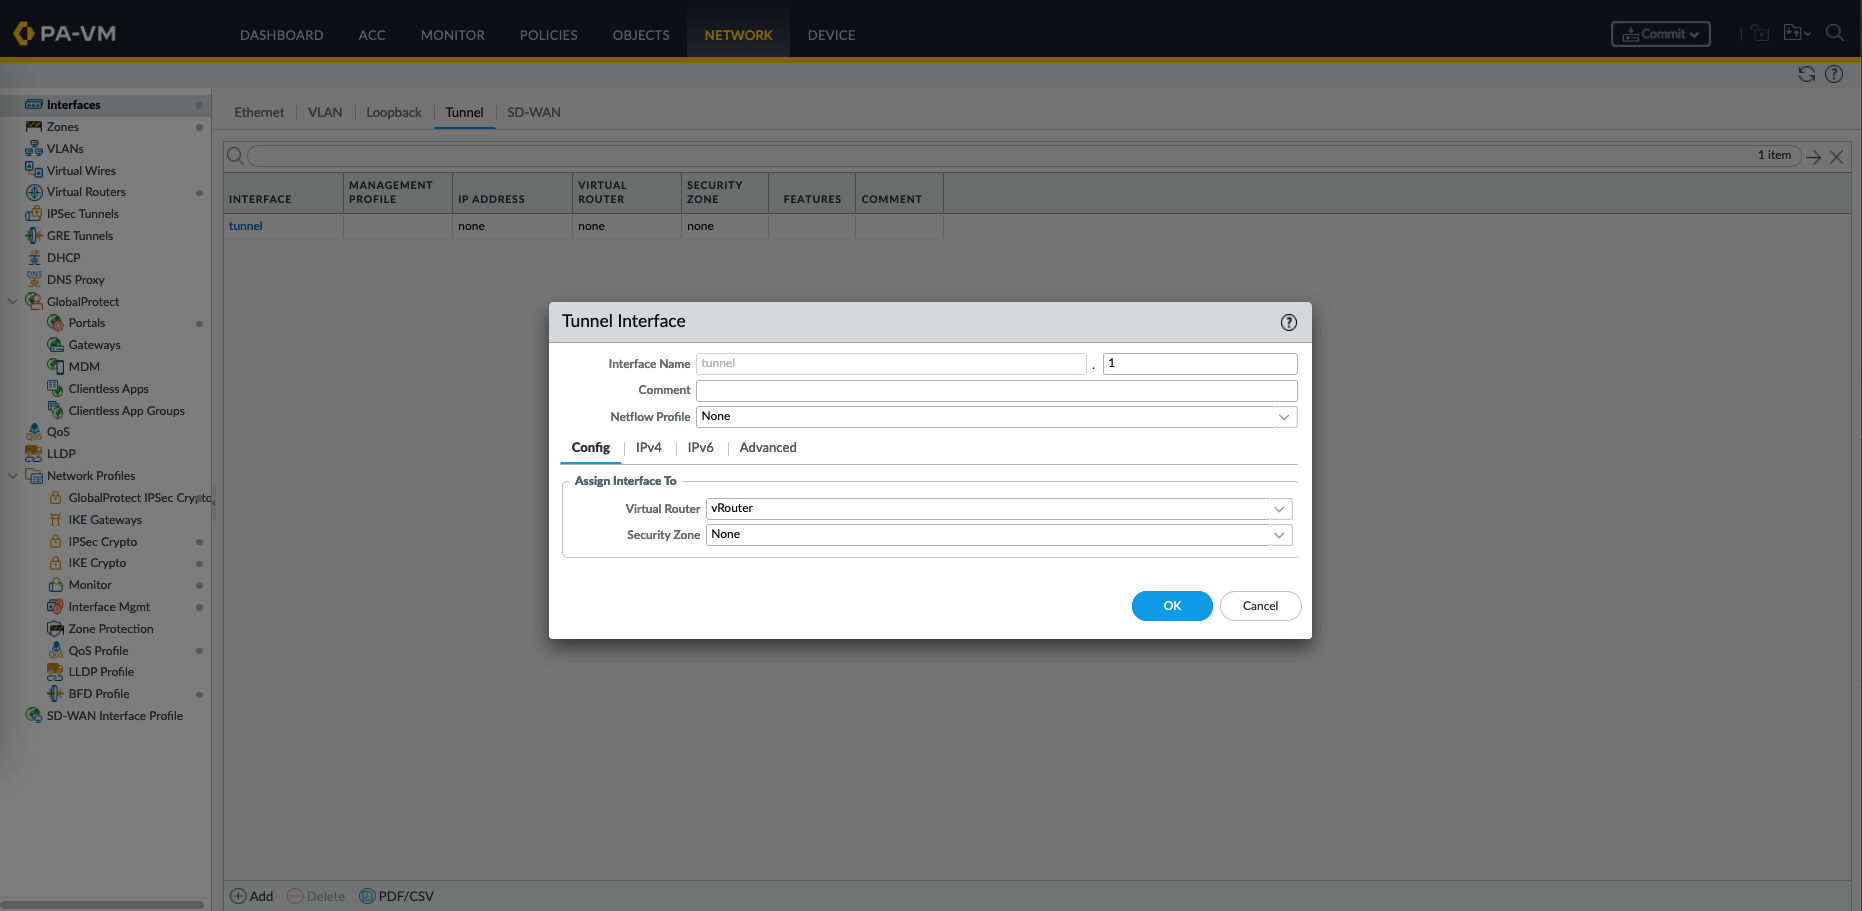 PA-VM
DASHBOARD ACC MONITOR POLICIES OBJECTS NETWORK DEVICE
Commit
Interfaces
Zones
VLANs
Virtual Wires
Virtual Routers
IPSec Tunnels
GRE Tunnels
DHCP
DNS Proxy
GlobalProtect
Portals
Gateways
MDM
Clientless Apps
Clientless App Groups
QoS
LLDP
Network Profiles
GlobalProtect IPSec Crypto
IKE Gateways
IPSec Crypto
IKE Crypto
Monitor
Interface Mgmt
Zone Protection
QoS Profile
LLDP Profile
BFD Profile
SD-WAN Interface Profile
Ethernet VLAN Loopback Tunnel SD-WAN
1 item
INTERFACE MANAGEMENT PROFILE IP ADDRESS VIRTUAL ROUTER SECURITY ZONE FEATURES COMMENT
tunnel none none none
Tunnel Interface
Interface Name tunnel . 1
Comment
Netflow Profile None
Config IPv4 IPv6 Advanced
Assign Interface To
Virtual Router vRouter
Security Zone None
OK Cancel
Add Delete PDF/CSV